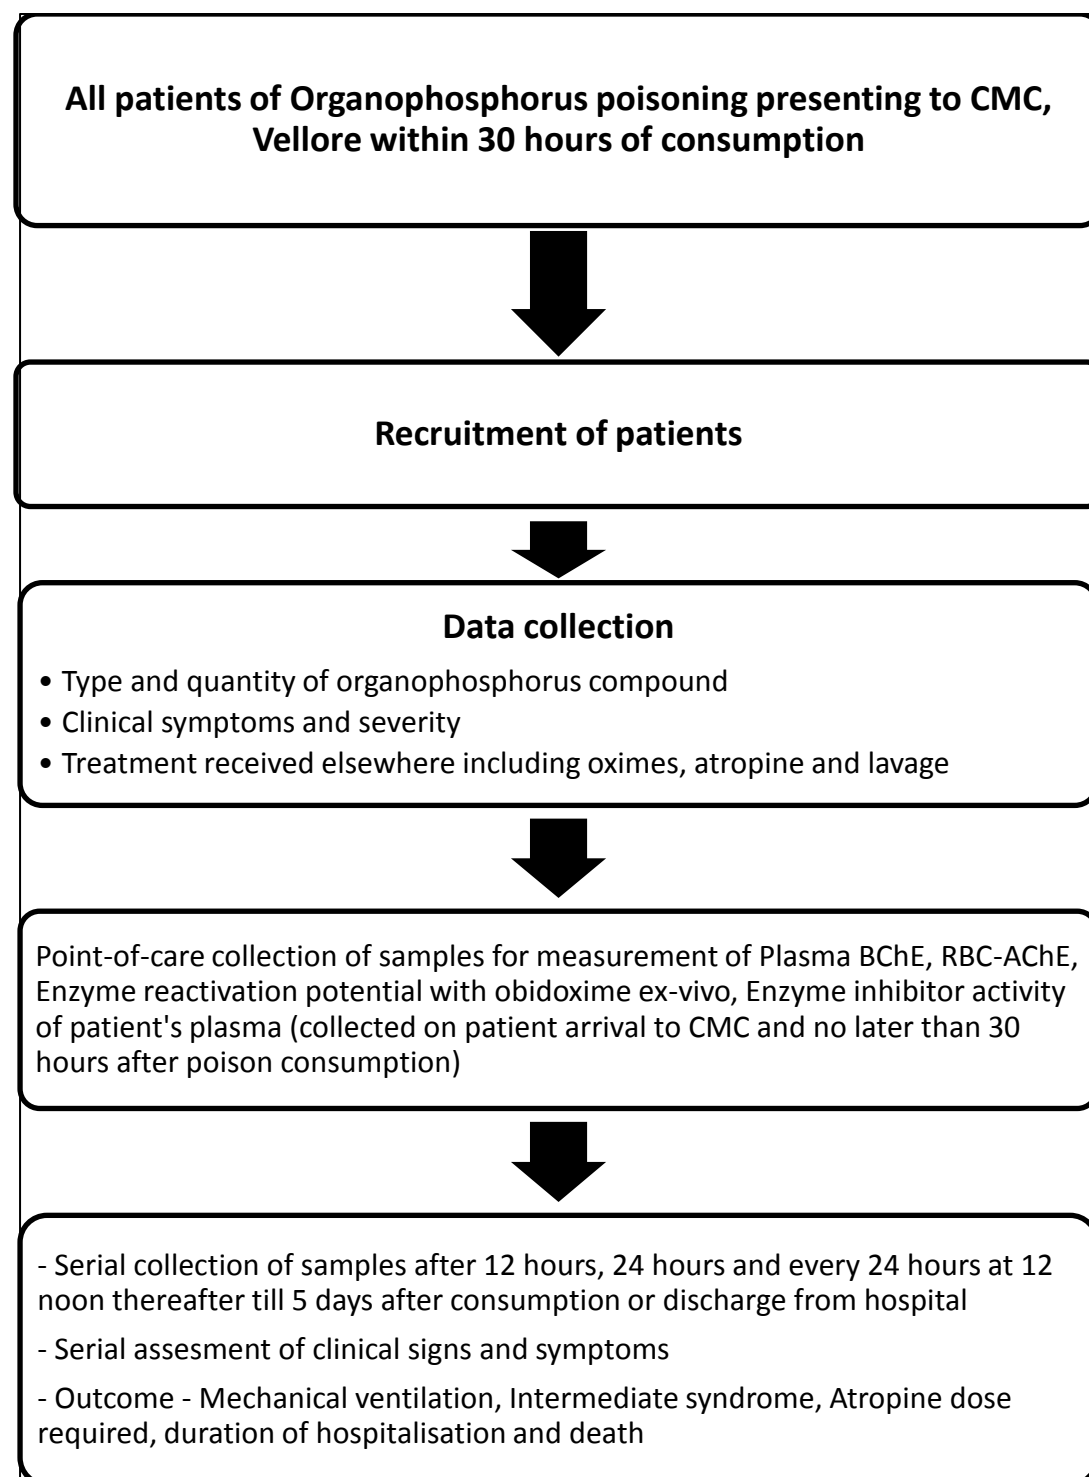 All patients of Organophosphorus poisoning presenting to CMC,
Vellore within 30 hours of consumption
Recruitment of patients
Data collection
• Type and quantity of organophosphorus compound
• Clinical symptoms and severity
• Treatment received elsewhere including oximes, atropine and lavage
Point-of-care collection of samples for measurement of Plasma BChE, RBC-AChE,
Enzyme reactivation potential with obidoxime ex-vivo, Enzyme inhibitor activity
of patient's plasma (collected on patient arrival to CMC and no later than 30
hours after poison consumption)
- Serial collection of samples after 12 hours, 24 hours and every 24 hours at 12
noon thereafter till 5 days after consumption or discharge from hospital
- Serial assesment of clinical signs and symptoms
- Outcome - Mechanical ventilation, Intermediate syndrome, Atropine dose
required, duration of hospitalisation and death